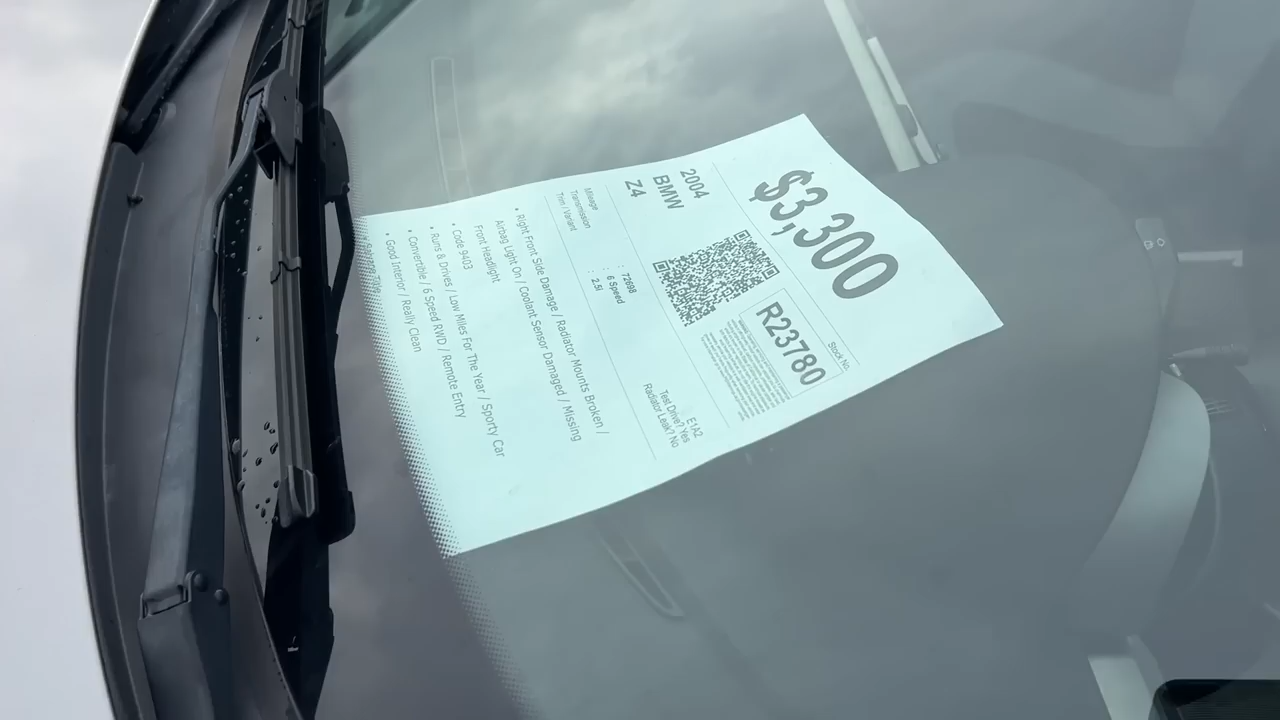 $3,300
Stock No.
R23780
2004
BMW
Z4
E1A2
Test Drive? Yes
Radiator Leak? No
Mileage : 72698
Transmission : 6 Speed
Trim / Variant : 2.5I
• Right Front Side Damage / Radiator Mounts Broken /
Airbag Light On / Coolant Sensor Damaged / Missing
Front Headlight
• Code 9403
• Runs & Drives / Low Miles For The Year / Sporty Car
• Convertible / 6 Speed RWD / Remote Entry
• Good Interior / Really Clean
Title